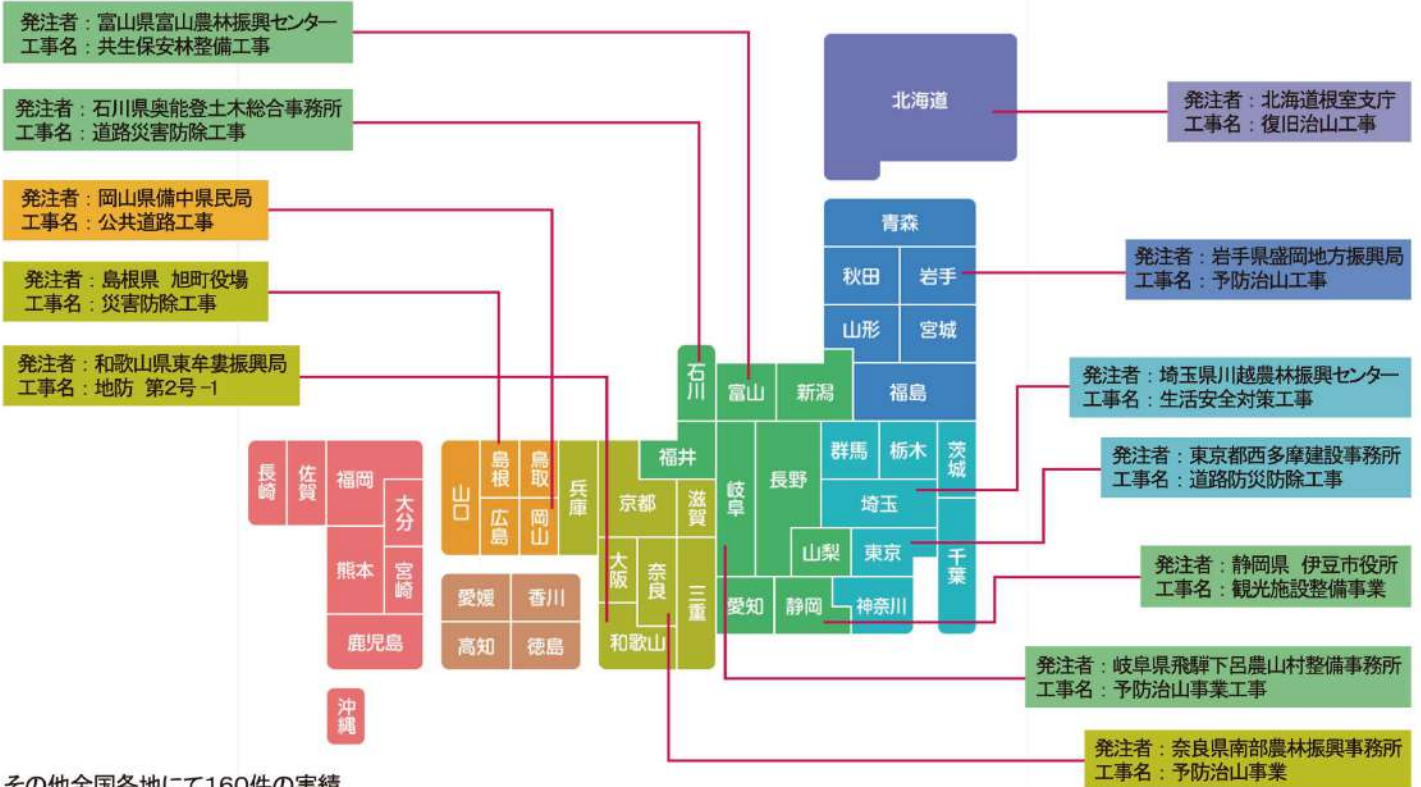 発注者：富山県富山農林振興センター
工事名：共生保安林整備工事
発注者：石川県奥能登土木総合事務所
工事名：道路災害防除工事
発注者：岡山県備中県民局
工事名：公共道路工事
発注者：島根県 旭町役場
工事名：災害防除工事
発注者：和歌山県東牟婁振興局
工事名：地防 第2号-1
北海道
発注者：北海道根室支庁
工事名：復旧治山工事
青森
秋田
岩手
山形
宮城
福島
発注者：岩手県盛岡地方振興局
工事名：予防治山工事
石川
富山
新潟
福井
岐阜
長野
山梨
愛知
静岡
群馬
栃木
茨城
埼玉
東京
千葉
神奈川
発注者：埼玉県川越農林振興センター
工事名：生活安全対策工事
発注者：東京都西多摩建設事務所
工事名：道路防災防除工事
発注者：静岡県 伊豆市役所
工事名：観光施設整備事業
発注者：岐阜県飛騨下呂農山村整備事務所
工事名：予防治山事業工事
発注者：奈良県南部農林振興事務所
工事名：予防治山事業
長崎
佐賀
福岡
大分
熊本
宮崎
鹿児島
沖縄
山口
島根
鳥取
広島
岡山
愛媛
香川
高知
徳島
兵庫
京都
滋賀
大阪
奈良
三重
和歌山
その他全国各地にて160件の実績